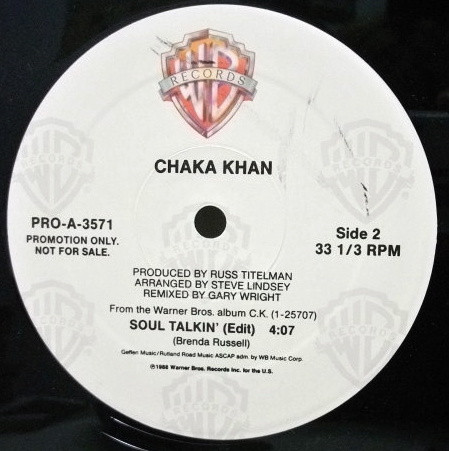 WB
RECORDS
CHAKA KHAN
PRO-A-3571
PROMOTION ONLY.
NOT FOR SALE.
Side 2
33 1/3 RPM
PRODUCED BY RUSS TITELMAN
ARRANGED BY STEVE LINDSEY
REMIXED BY GARY WRIGHT
From the Warner Bros. album C.K. (1-25707)
SOUL TALKIN' (Edit) 4:07
(Brenda Russell)
Geffen Music/Rutland Road Music ASCAP adm. by WB Music Corp.
℗1988 Warner Bros. Records Inc. for the U.S.